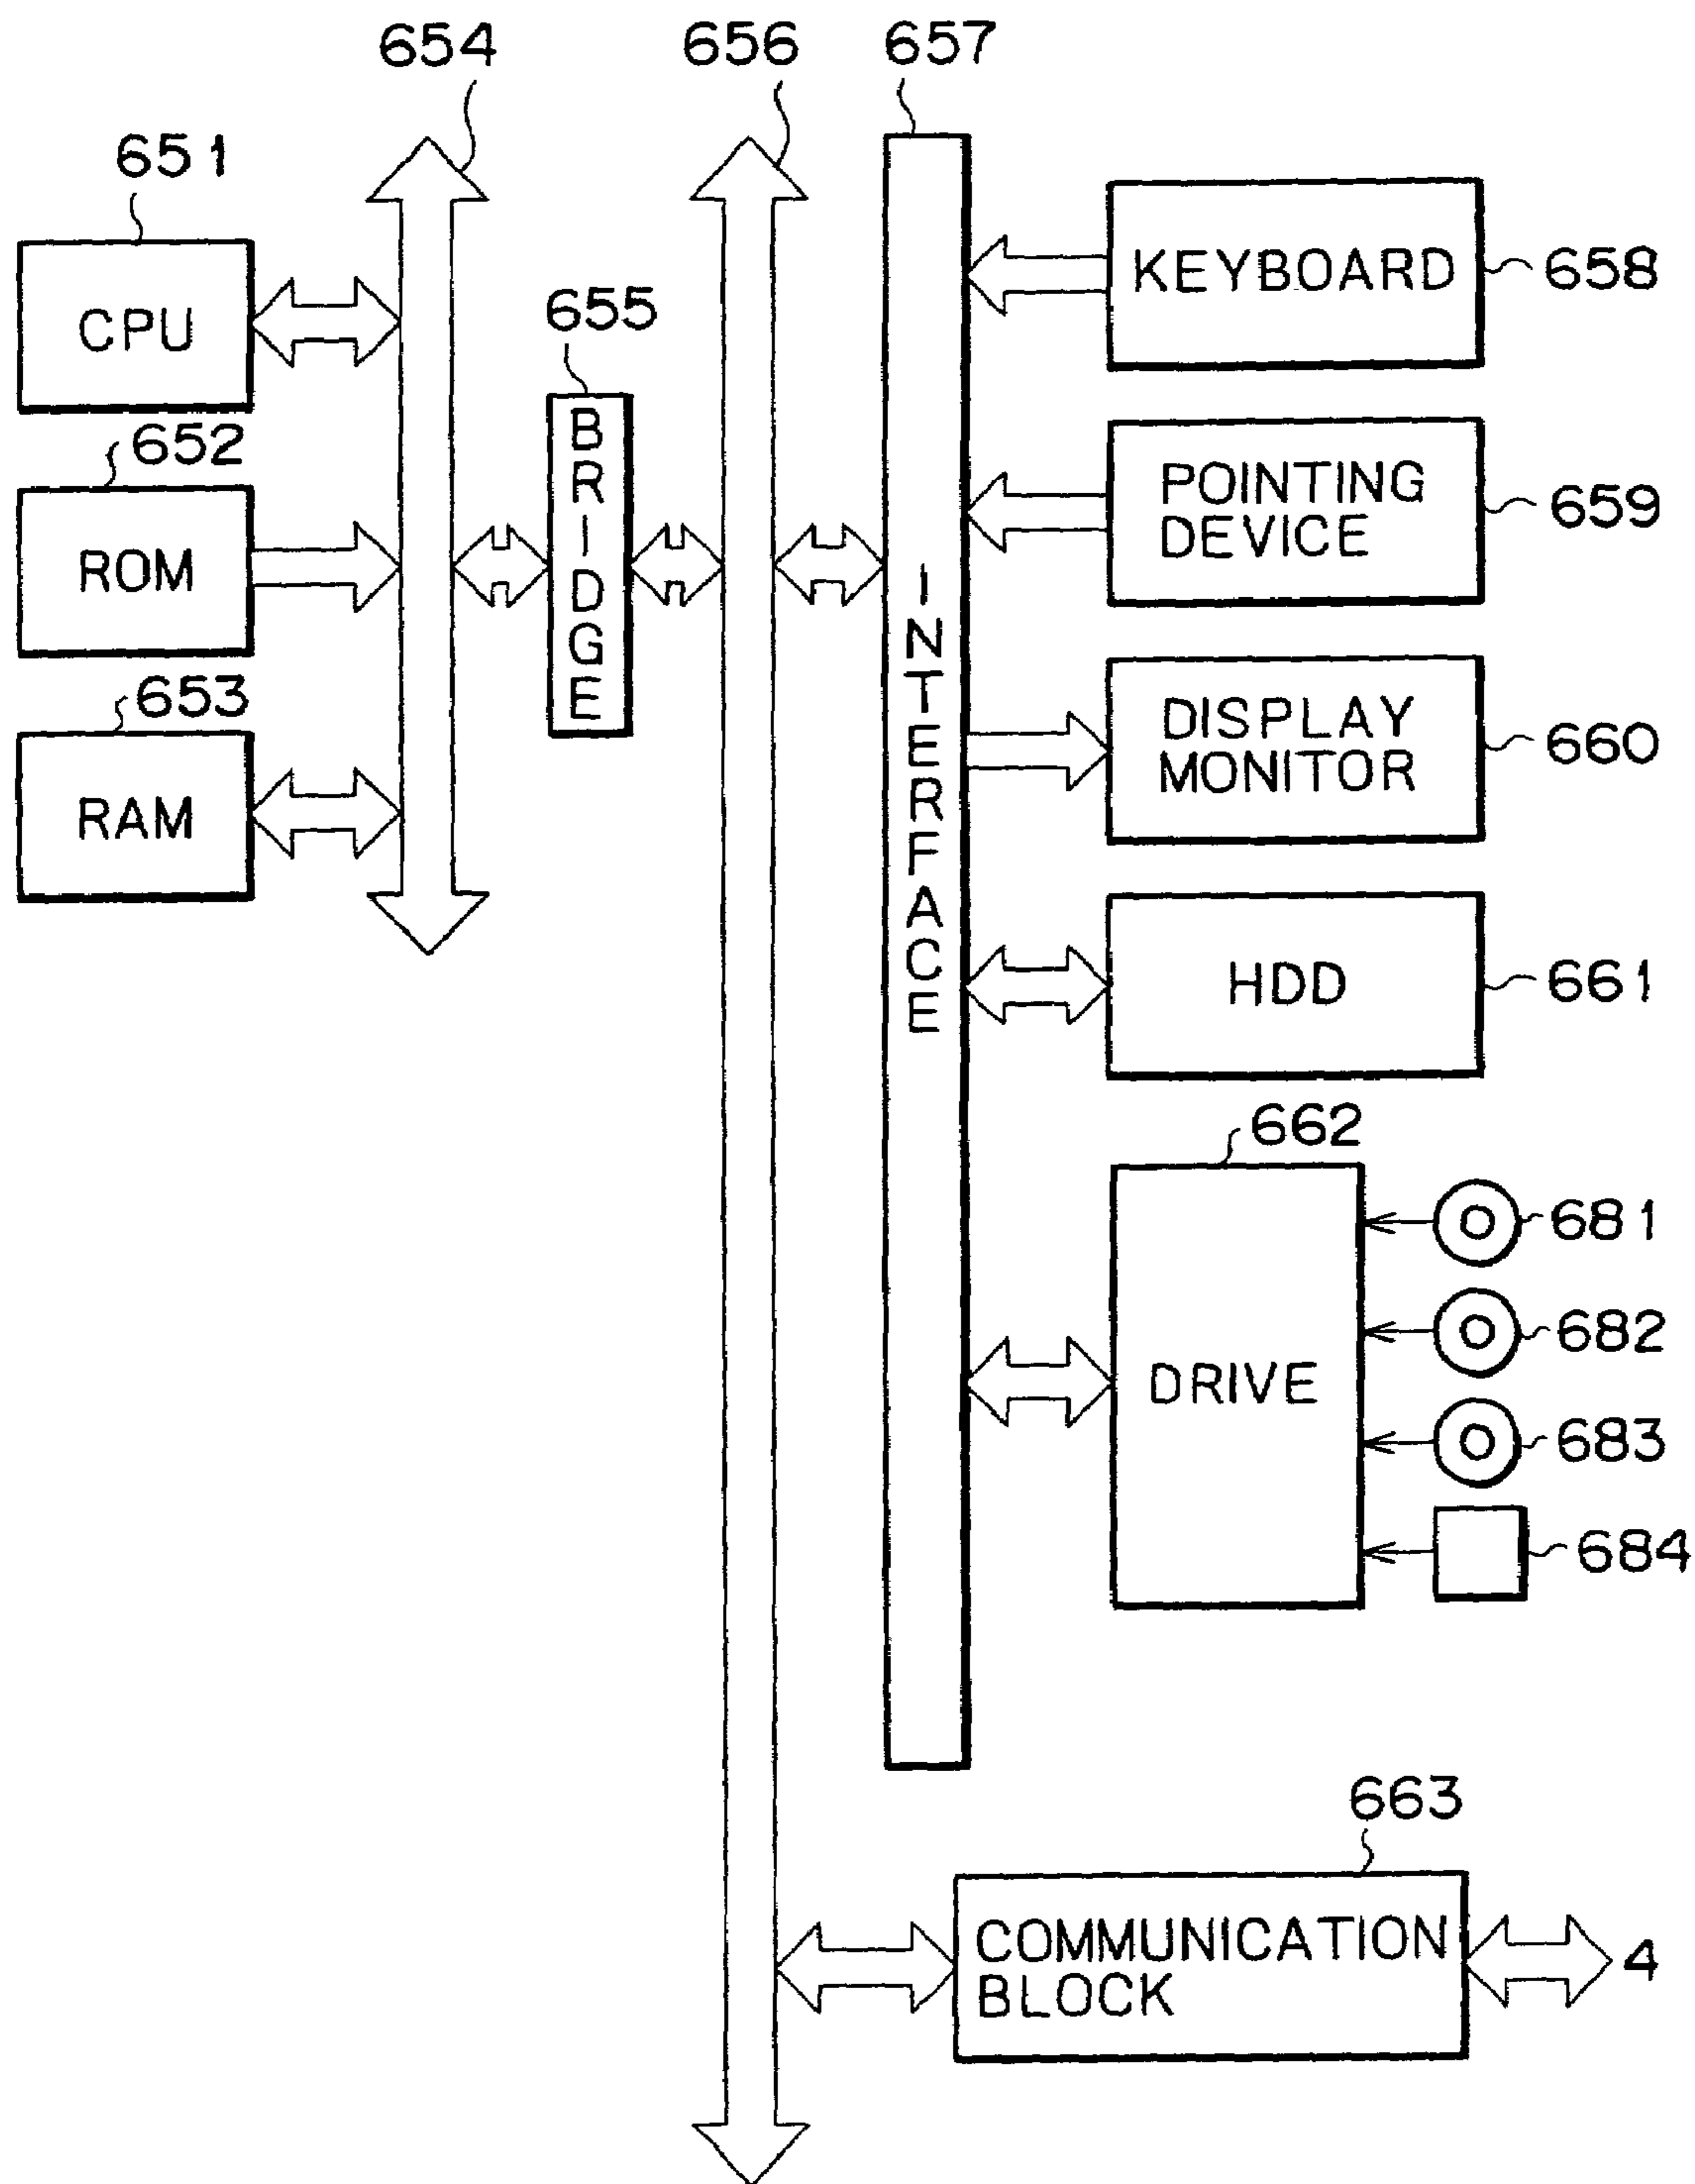 654
656
657
651
CPU
652
ROM
653
RAM
655
BRIDGE
INTERFACE
KEYBOARD
658
POINTING
DEVICE
659
DISPLAY
MONITOR
660
HDD
661
662
DRIVE
681
682
683
684
663
COMMUNICATION
BLOCK
4